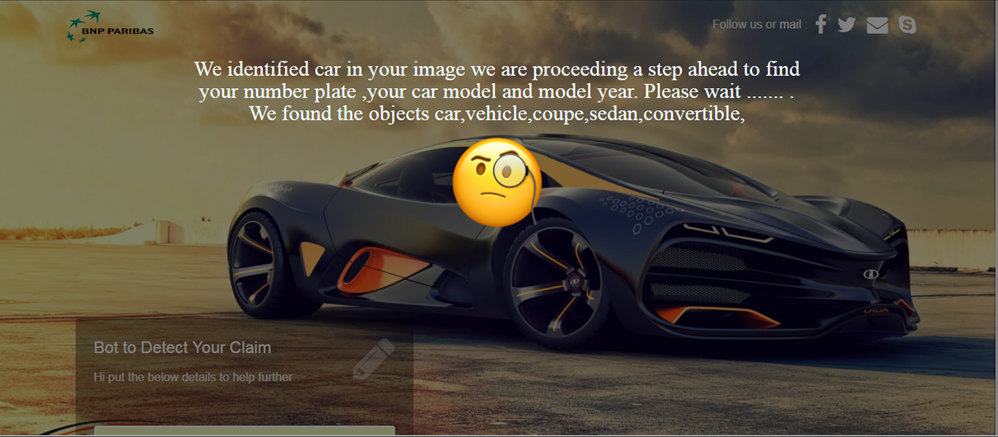 BNP PARIBAS
Follow us or mail :
We identified car in your image we are proceeding a step ahead to find
your number plate ,your car model and model year. Please wait ....... .
We found the objects car,vehicle,coupe,sedan,convertible,
LADA
Bot to Detect Your Claim
Hi put the below details to help further